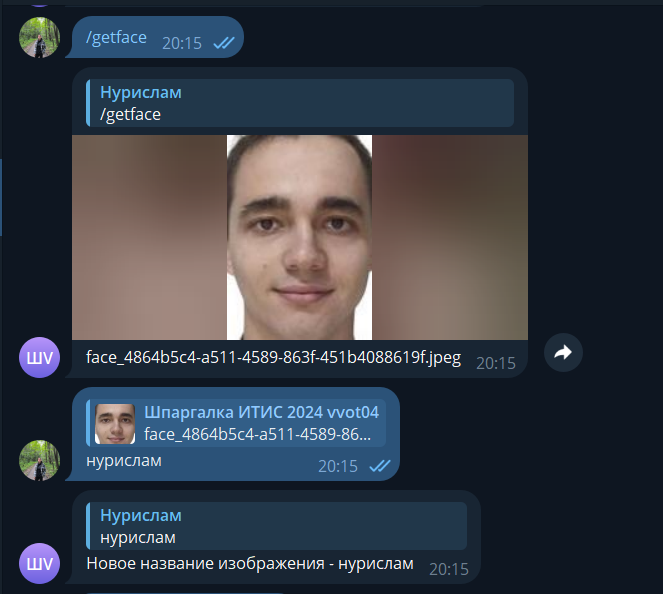 /getface
20:15
Нурислам
/getface
face_4864b5c4-a511-4589-863f-451b4088619f.jpeg
20:15
ШV
Шпаргалка ИТИС 2024 vvot04
face_4864b5c4-a511-4589-86...
нурислам
20:15
Нурислам
нурислам
Новое название изображения - нурислам
20:15
ШV